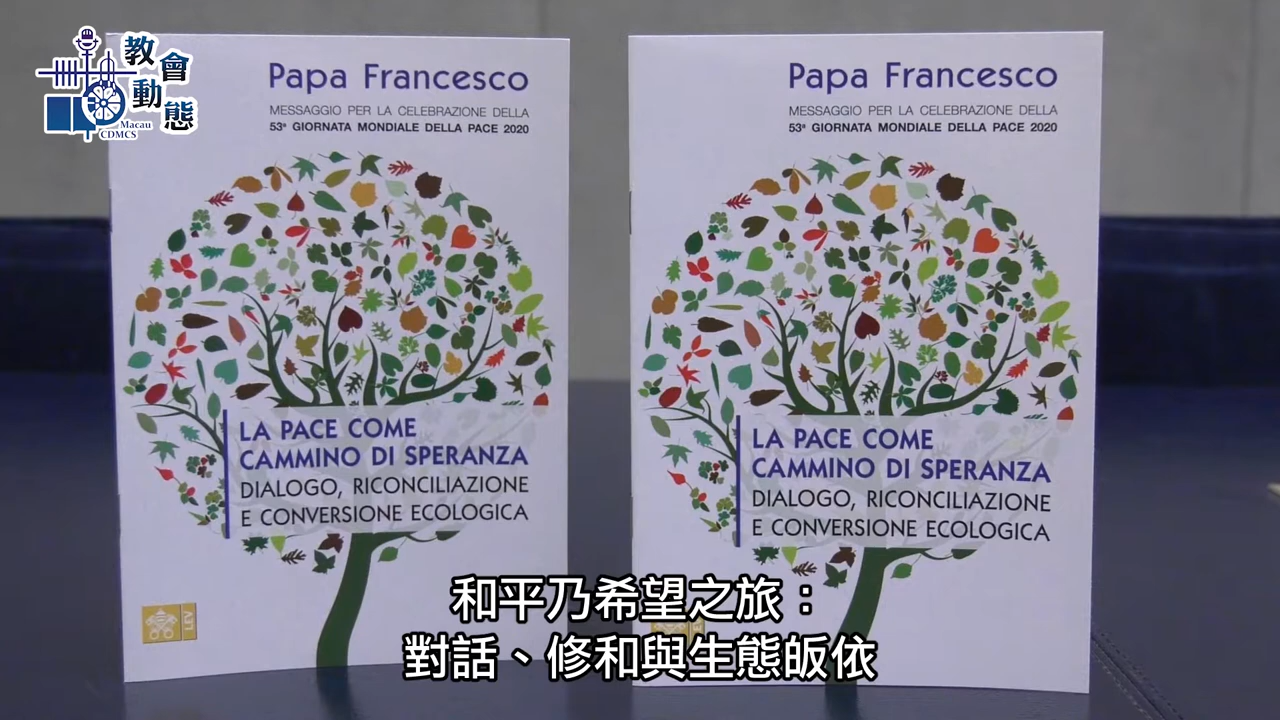 教會動態
Macau
CDMCS
Papa Francesco
MESSAGGIO PER LA CELEBRAZIONE DELLA
53ª GIORNATA MONDIALE DELLA PACE 2020
LA PACE COME
CAMMINO DI SPERANZA
DIALOGO, RICONCILIAZIONE
E CONVERSIONE ECOLOGICA
LEV
Papa Francesco
MESSAGGIO PER LA CELEBRAZIONE DELLA
53ª GIORNATA MONDIALE DELLA PACE 2020
LA PACE COME
CAMMINO DI SPERANZA
DIALOGO, RICONCILIAZIONE
E CONVERSIONE ECOLOGICA
和平乃希望之旅：
對話、修和與生態皈依